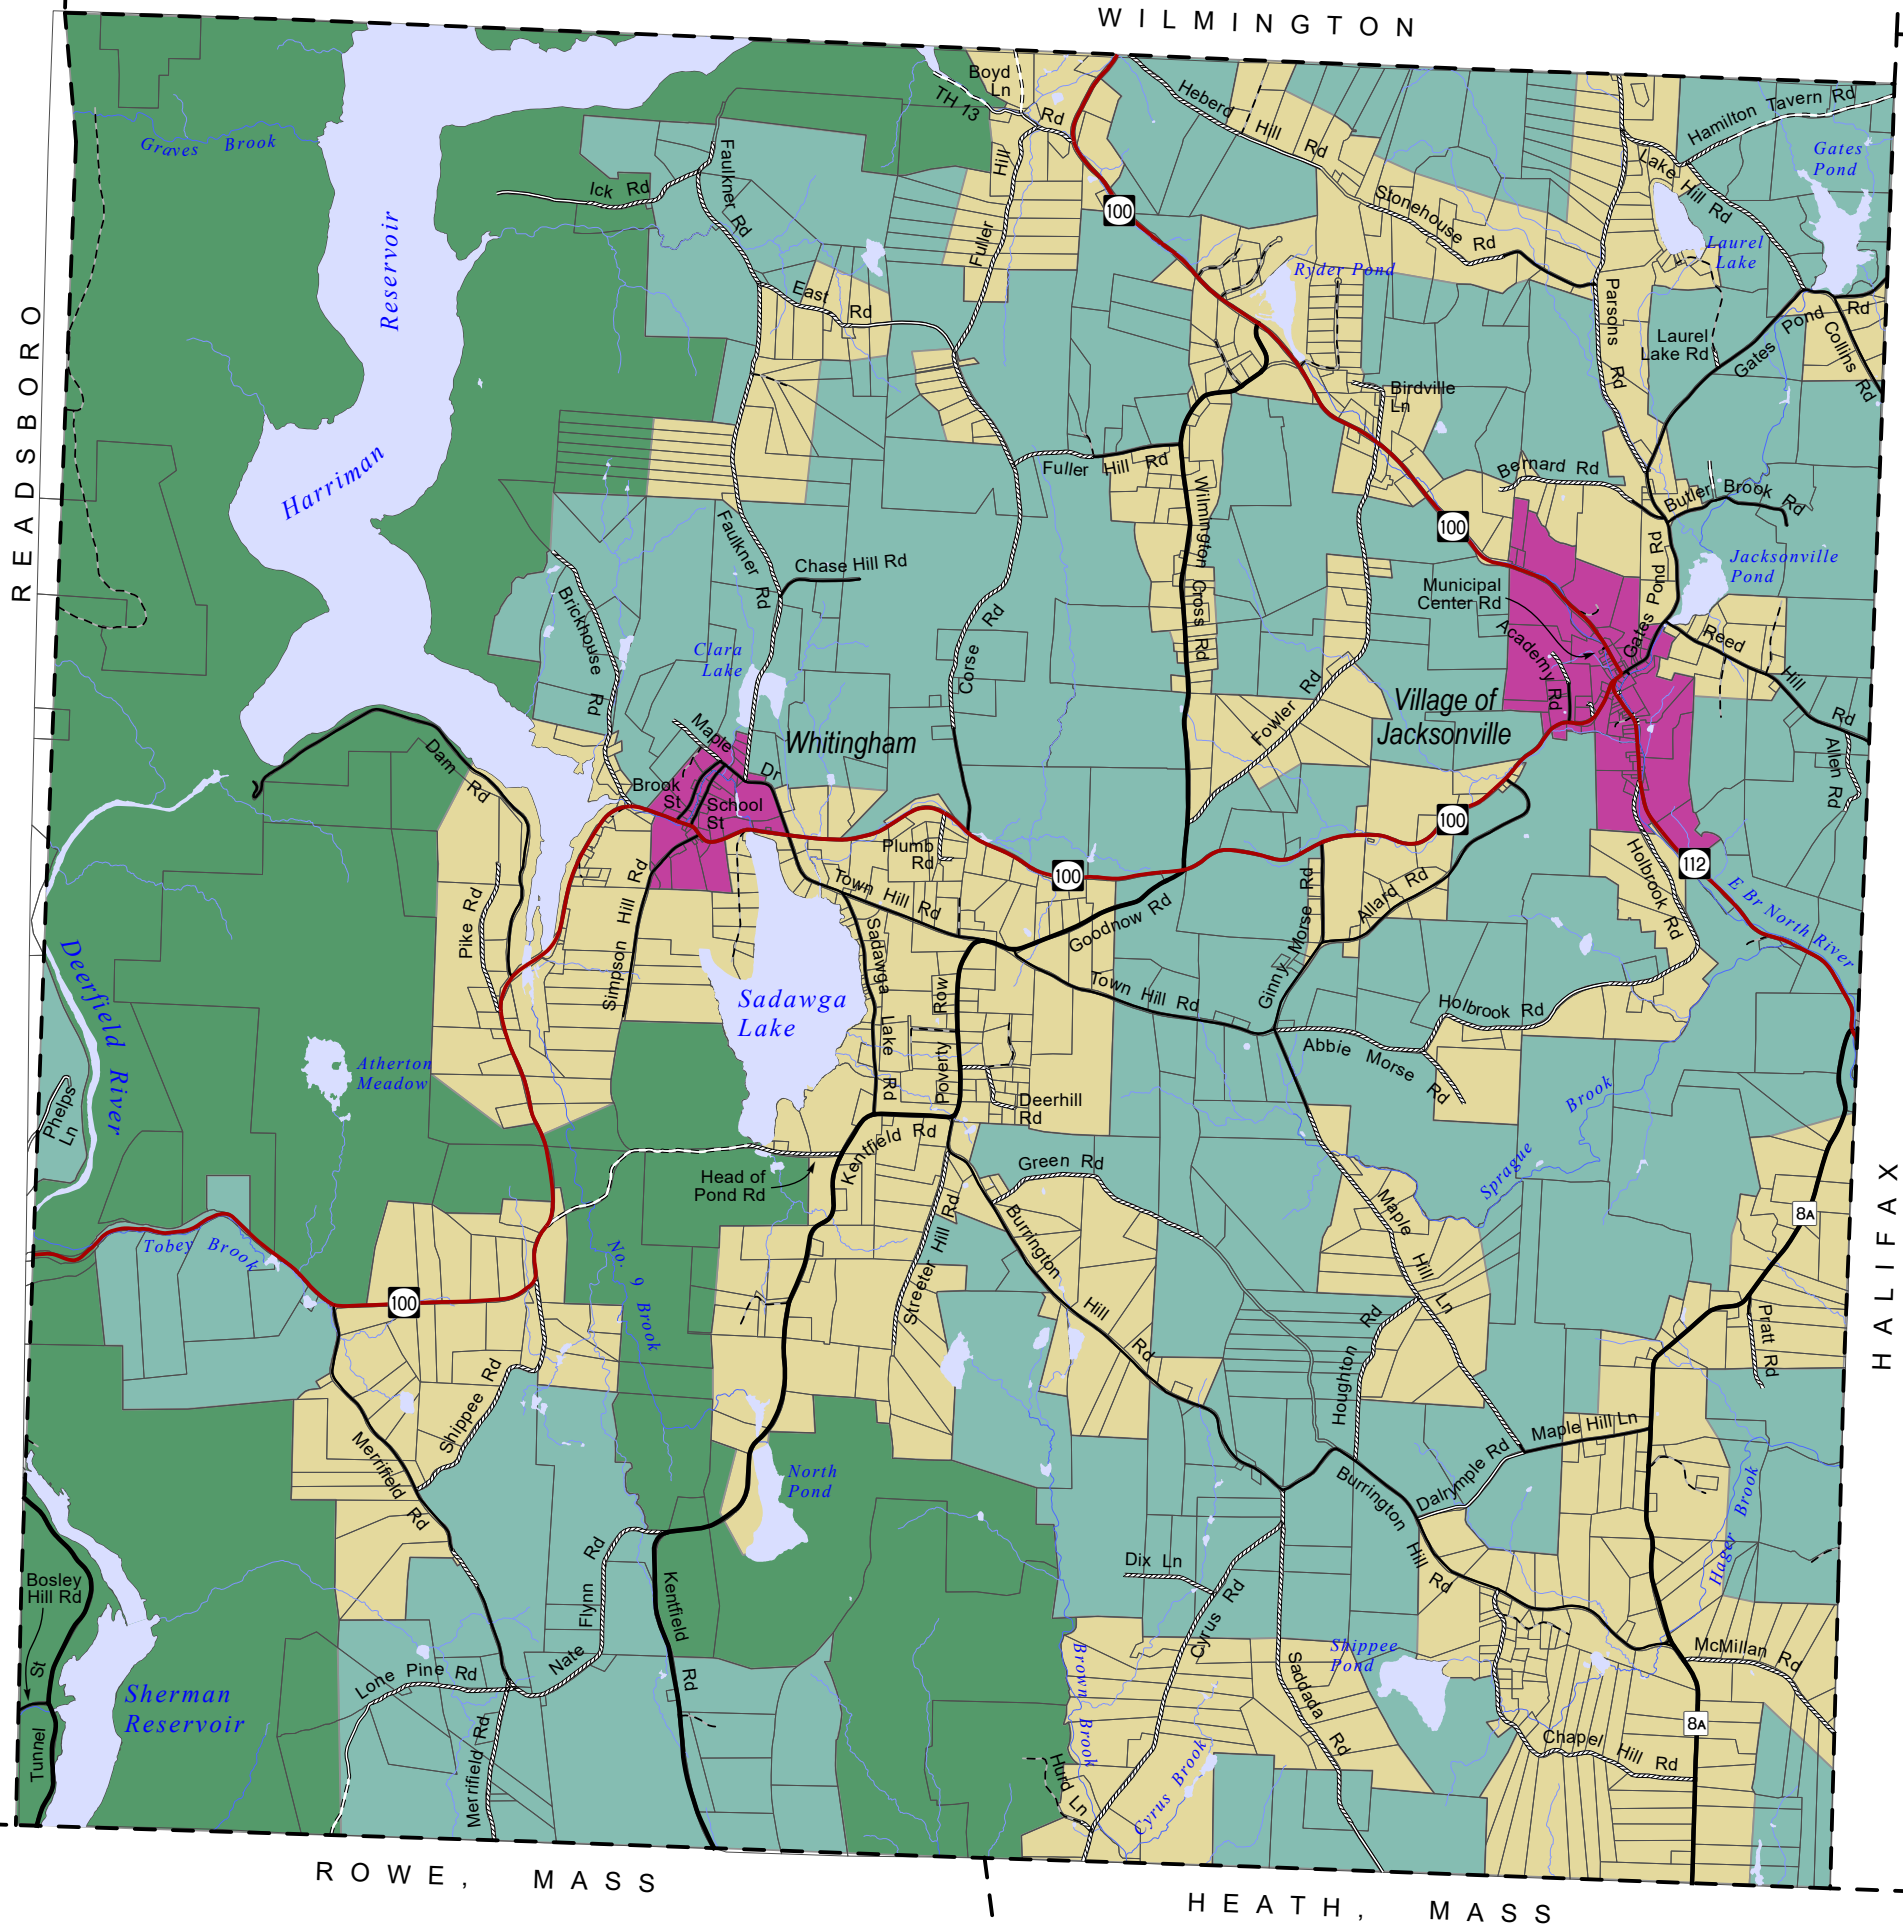 WILMINGTON
READSBORO
HALIFAX
ROWE, MASS
HEATH, MASS
Boyd
Ln
TH 13
Hill Rd
Fuller
Heberd Hill Rd
Hamilton Tavern Rd
Lake Hill Rd
Gates
Pond
Graves Brook
Ick Rd
Faulkner Rd
100
Stonehouse Rd
Laurel
Lake
Ryder Pond
Reservoir
Harriman
East Rd
Parsons Rd
Laurel
Lake Rd
Gates Pond Rd
Collins Rd
Birdville
Ln
Fuller Hill Rd
Wilmington Cross Rd
Bernard Rd
Butler Brook Rd
100
Faulkner Rd
Chase Hill Rd
Jacksonville
Pond
Municipal
Center Rd
Gates Pond Rd
Academy Rd
Reed Hill Rd
Brickhouse Rd
Clara
Lake
Corse Rd
Fowler Rd
Village of
Jacksonville
Allen Rd
Maple Dr
Whitingham
Dam Rd
Brook
St
School
St
100
Plumb
Rd
100
112
Holbrook Rd
E Br North River
Town Hill Rd
Goodnow Rd
Ginny Morse Rd
Allard Rd
Pike Rd
Simpson Hill Rd
Sadawga Lake Rd
Deerfield River
Sadawga
Lake
Poverty Row
Town Hill Rd
Holbrook Rd
Abbie Morse Rd
Atherton
Meadow
Phelps
Ln
Deerhill
Rd
Sprague Brook
Kentfield Rd
Head of
Pond Rd
Green Rd
Maple Hill Ln
8A
Tobey Brook
No. 9 Brook
Streeter Hill Rd
Burrington Hill Rd
100
Houghton Rd
Pratt Rd
Shippee Rd
Merrifield Rd
Maple Hill Ln
Dalrymple Rd
North
Pond
Burrington Hill Rd
Hager Brook
Bosley
Hill Rd
Dix Ln
Cyrus Rd
Nate Flynn Rd
Kentfield Rd
Shippee
Pond
McMillan Rd
Lone Pine Rd
Tunnel St
Sherman
Reservoir
Merrifield Rd
Brown Brook
Saddada Rd
8A
Chapel Hill Rd
Hurd Ln
Cyrus Brook